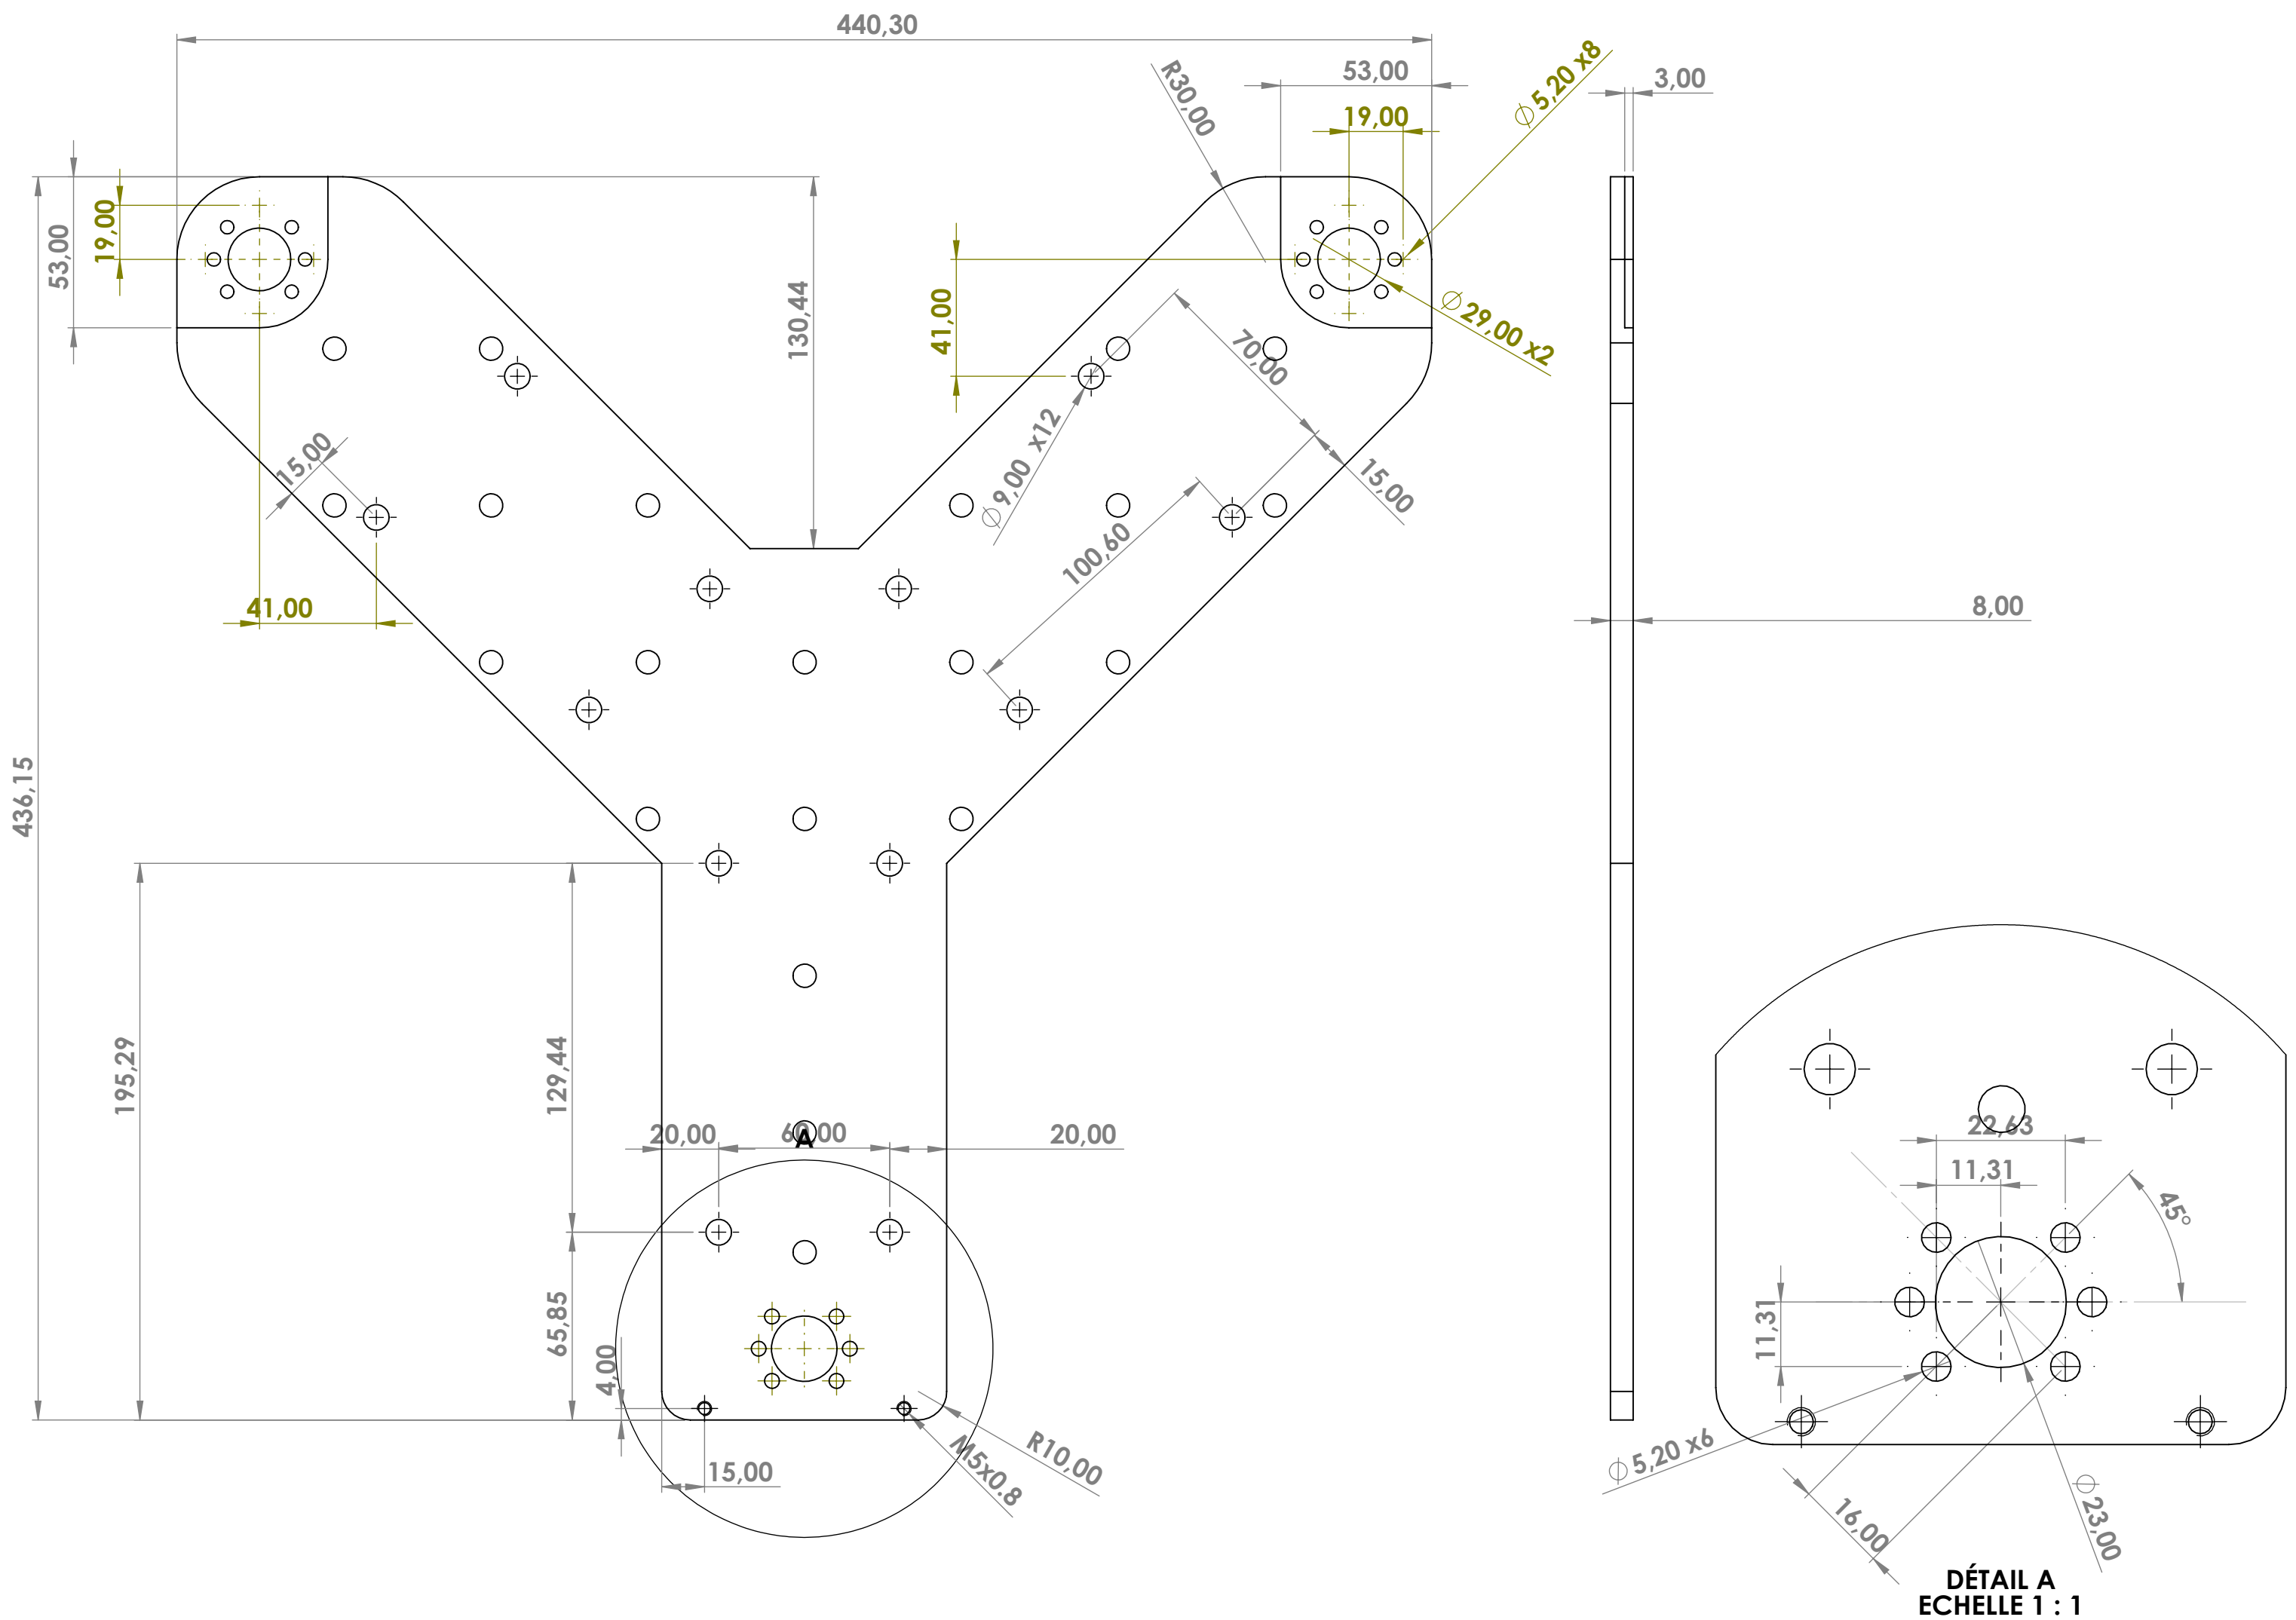 440,30
53,00
3,00
R30,00
∅ 5,20 x8
19,00
19,00
53,00
130,44
41,00
∅ 29,00 x2
70,00
15,00
∅ 9,00 x12
15,00
100,60
41,00
8,00
436,15
195,29
129,44
20,00
60,00
20,00
A
65,85
4,00
15,00
M5x0.8
R10,00
22,63
11,31
45°
11,31
∅ 5,20 x6
16,00
∅ 23,00
DÉTAIL A
ECHELLE 1 : 1